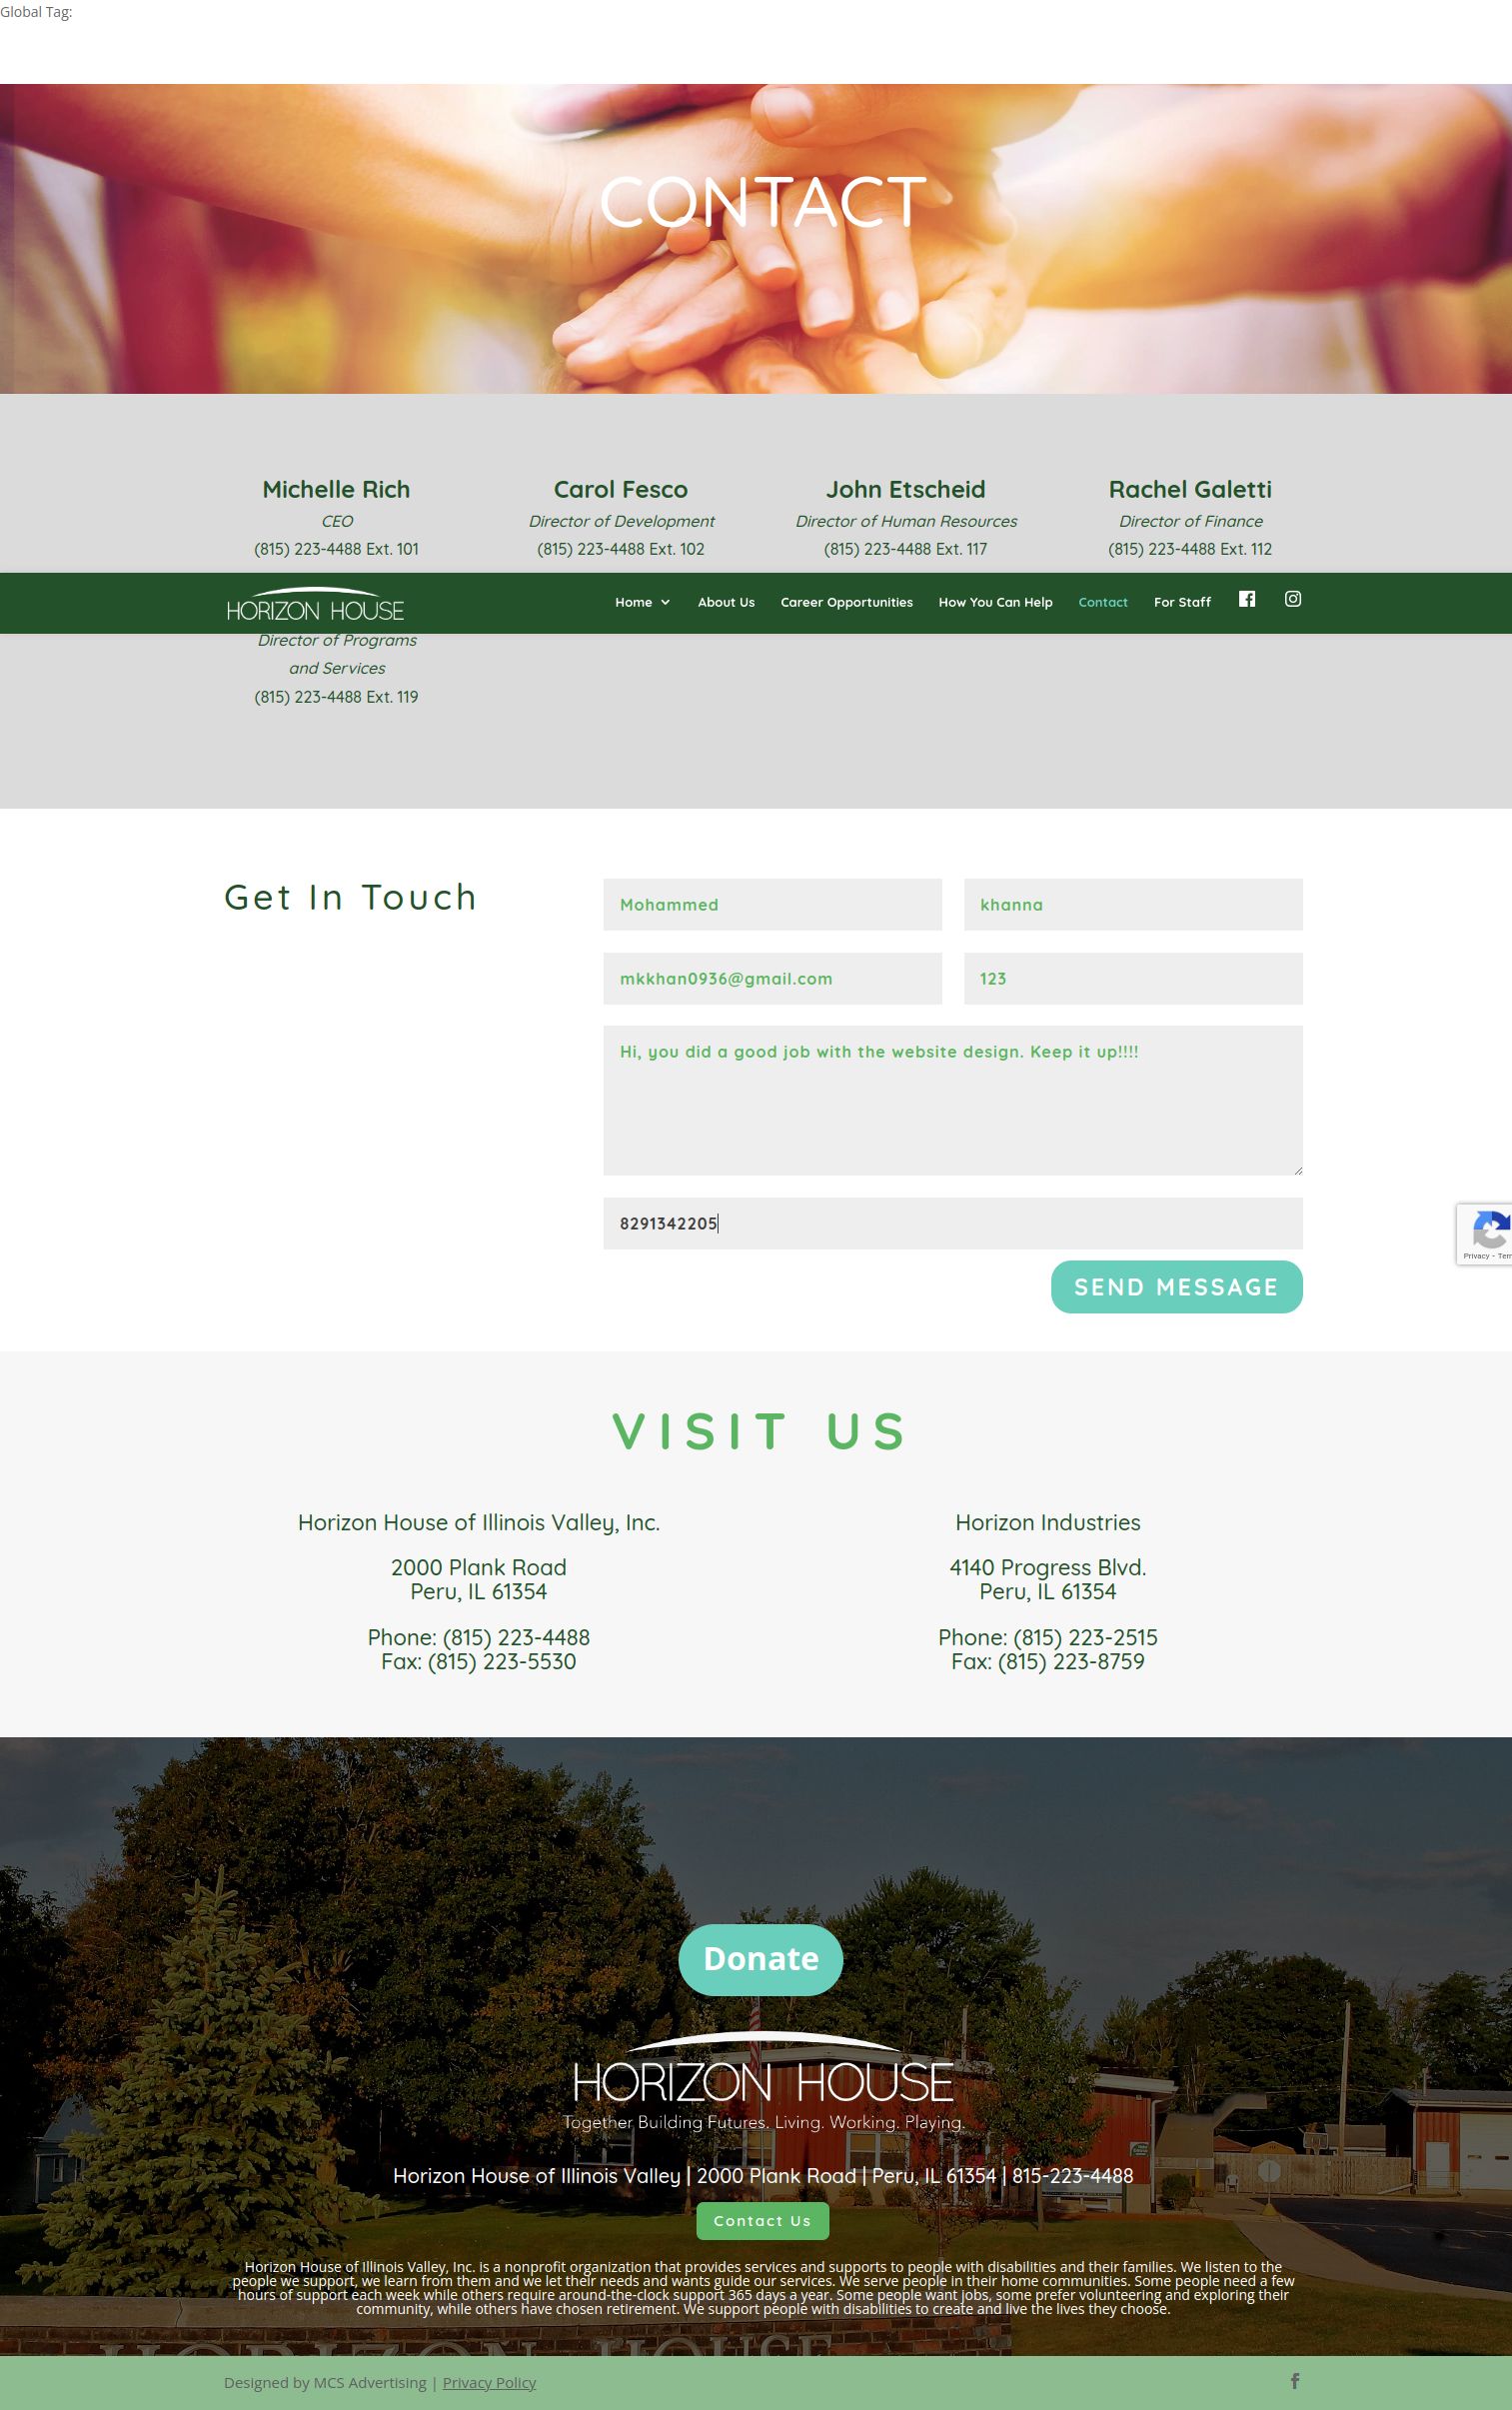 Global Tag:
CONTACT
Michelle Rich
CEO
(815) 223-4488 Ext. 101
Carol Fesco
Director of Development
(815) 223-4488 Ext. 102
John Etscheid
Director of Human Resources
(815) 223-4488 Ext. 117
Rachel Galetti
Director of Finance
(815) 223-4488 Ext. 112
HORIZON HOUSE
Home
About Us
Career Opportunities
How You Can Help
Contact
For Staff
Director of Programs
and Services
(815) 223-4488 Ext. 119
Get In Touch
Mohammed
khanna
mkkhan0936@gmail.com
123
Hi, you did a good job with the website design. Keep it up!!!!
8291342205
Privacy -
SEND MESSAGE
VISIT US
Horizon House of Illinois Valley, Inc.
2000 Plank Road
Peru, IL 61354
Phone: (815) 223-4488
Fax: (815) 223-5530
Horizon Industries
4140 Progress Blvd.
Peru, IL 61354
Phone: (815) 223-2515
Fax: (815) 223-8759
Donate
HORIZON HOUSE
Together Building Futures. Living. Working. Playing.
Horizon House of Illinois Valley | 2000 Plank Road | Peru, IL 61354 | 815-223-4488
Contact Us
Horizon House of Illinois Valley, Inc. is a nonprofit organization that provides services and supports to people with disabilities and their families. We listen to the
people we support, we learn from them and we let their needs and wants guide our services. We serve people in their home communities. Some people need a few
hours of support each week while others require around-the-clock support 365 days a year. Some people want jobs, some prefer volunteering and exploring their
community, while others have chosen retirement. We support people with disabilities to create and live the lives they choose.
HORIZON HOUSE
Designed by MCS Advertising | Privacy Policy